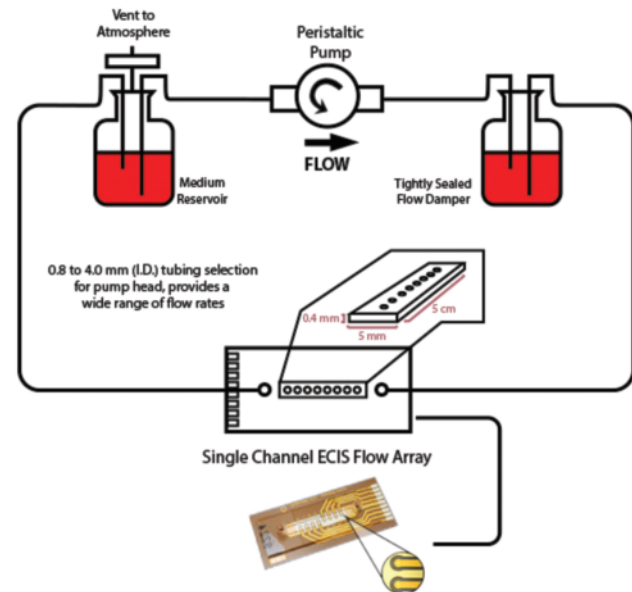 Vent to
Atmosphere
Peristaltic
Pump
FLOW
Medium
Reservoir
Tightly Sealed
Flow Damper
0.8 to 4.0 mm (I.D.) tubing selection
for pump head, provides a
wide range of flow rates
0.4 mm
5 mm
5 cm
Single Channel ECIS Flow Array